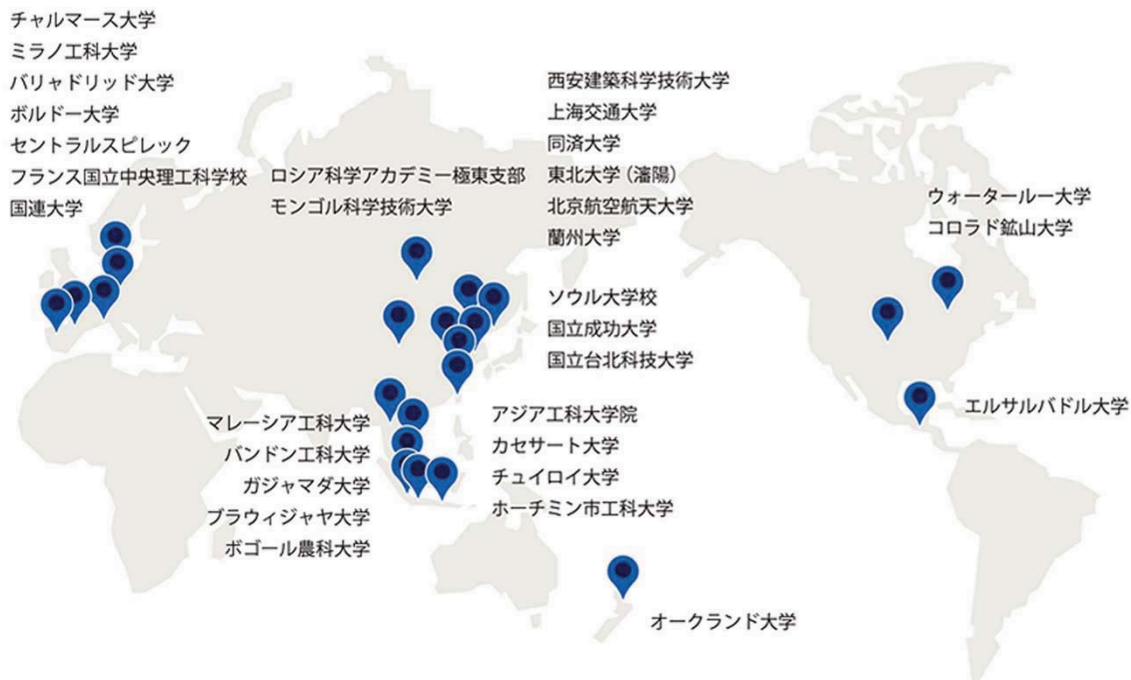 チャルマース大学
ミラノ工科大学
バリャドリッド大学
ボルドー大学
セントラルスピレック
フランス国立中央理工科学校
国連大学
ロシア科学アカデミー極東支部
モンゴル科学技術大学
西安建築科学技術大学
上海交通大学
同済大学
東北大学（瀋陽）
北京航空航天大学
蘭州大学
ソウル大学校
国立成功大学
国立台北科技大学
ウォータールー大学
コロラド鉱山大学
エルサルバドル大学
マレーシア工科大学
バンドン工科大学
ガジャマダ大学
ブラウィジャヤ大学
ボゴール農科大学
アジア工科大学院
カセサート大学
チュイロイ大学
ホーチミン市工科大学
オークランド大学